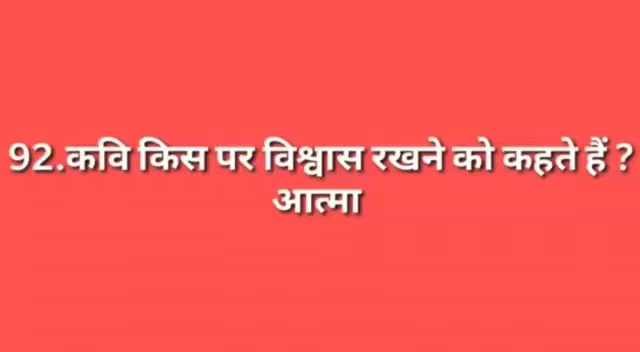 92.कवि किस पर विश्वास रखने को कहते हैं ?
आत्मा